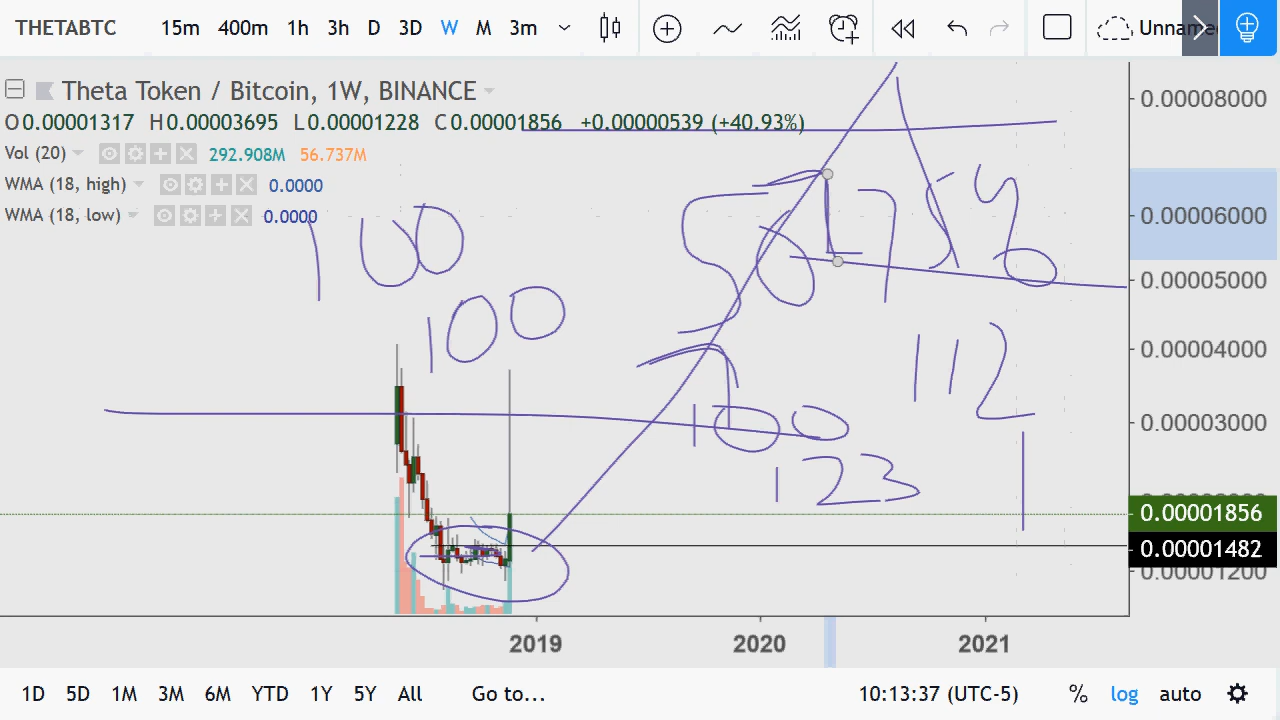 THETABTC 15m 400m 1h 3h D 3D W M 3m Unname
Theta Token / Bitcoin, 1W, BINANCE
O0.00001317 H0.00003695 L0.00001228 C0.00001856 +0.00000539 (+40.93%)
Vol (20) 292.908M 56.737M
WMA (18, high) 0.0000
WMA (18, low) 0.0000
0.00008000
0.00006000
0.00005000
0.00004000
0.00003000
0.00001856
0.00001482
0.00001200
100
100
100
123
112
2019 2020 2021
1D 5D 1M 3M 6M YTD 1Y 5Y All Go to... 10:13:37 (UTC-5) % log auto